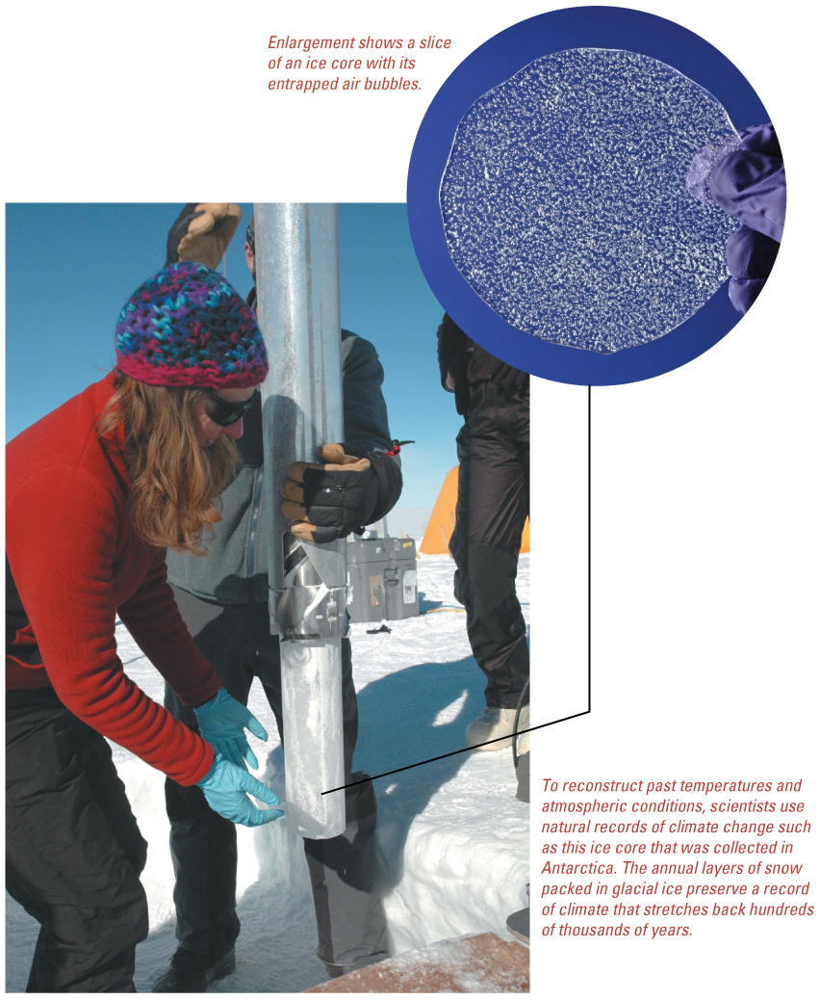 Enlargement shows a slice
of an ice core with its
entrapped air bubbles.
To reconstruct past temperatures and
atmospheric conditions, scientists use
natural records of climate change such
as this ice core that was collected in
Antarctica. The annual layers of snow
packed in glacial ice preserve a record
of climate that stretches back hundreds
of thousands of years.